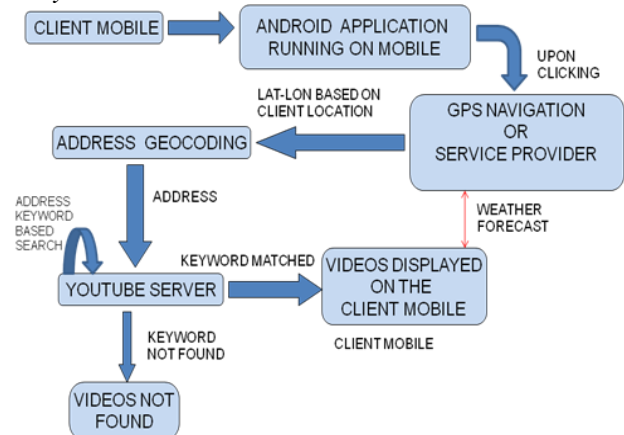 CLIENT MOBILE
ANDROID APPLICATION
RUNNING ON MOBILE
UPON
CLICKING
LAT-LON BASED ON
CLIENT LOCATION
GPS NAVIGATION
OR
SERVICE PROVIDER
ADDRESS GEOCODING
ADDRESS
ADDRESS
KEYWORD
BASED
SEARCH
WEATHER
FORECAST
KEYWORD MATCHED
VIDEOS DISPLAYED
ON THE
CLIENT MOBILE
YOUTUBE SERVER
CLIENT MOBILE
KEYWORD
NOT FOUND
VIDEOS NOT
FOUND